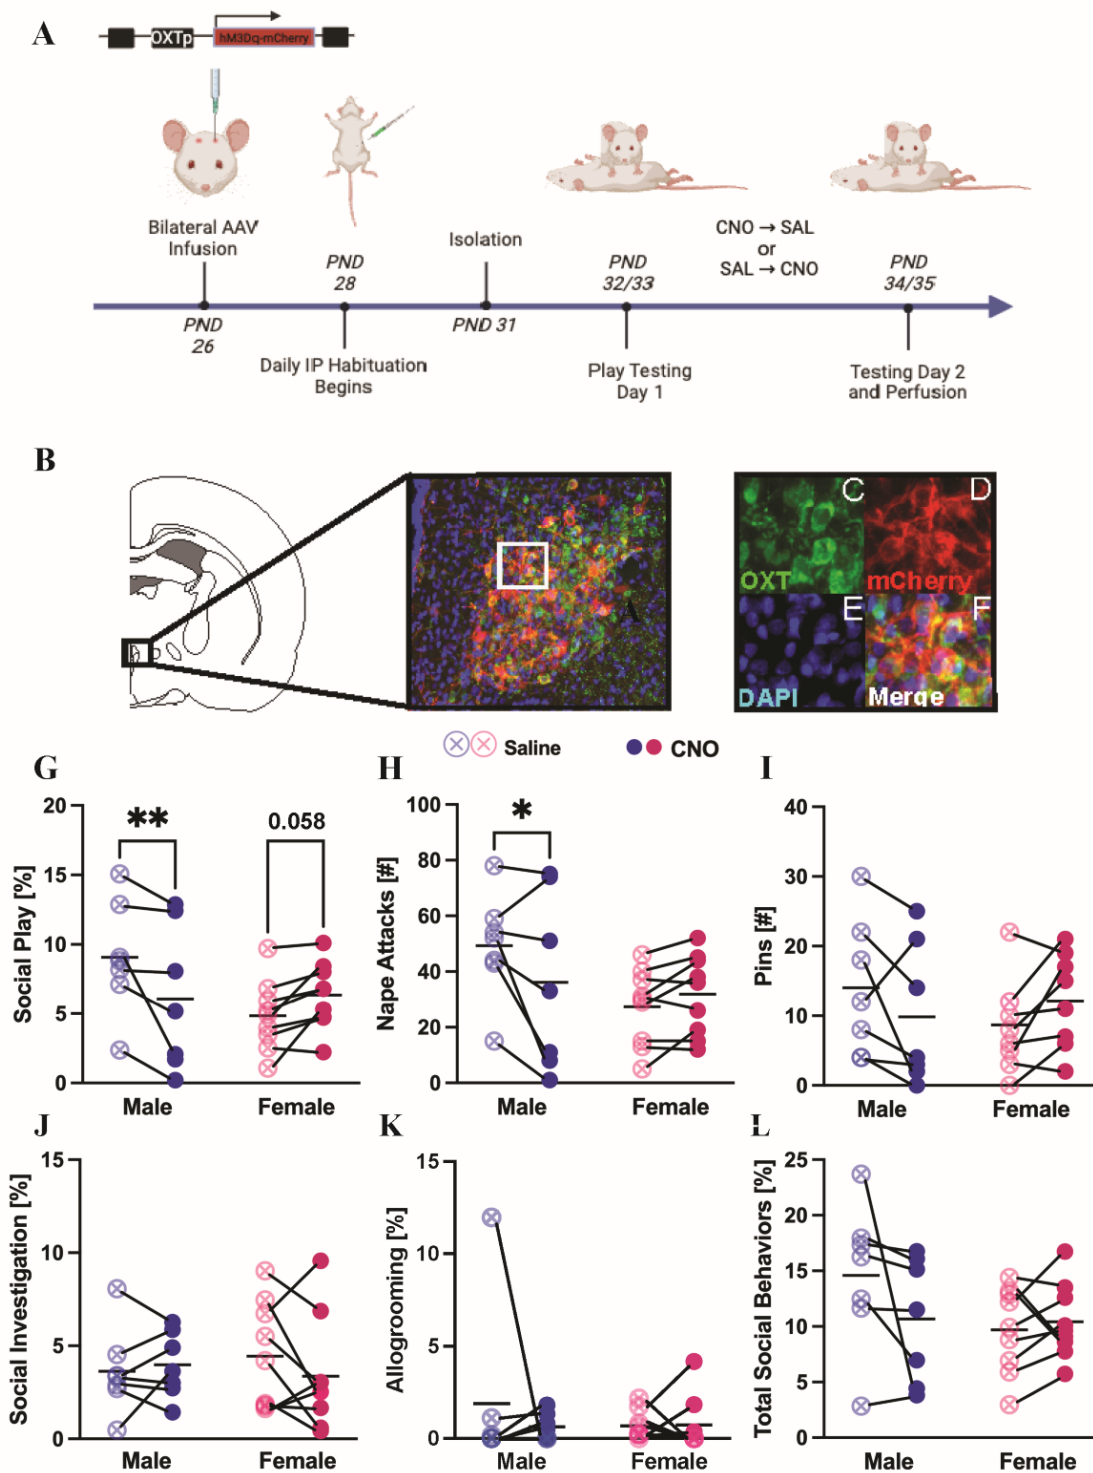 A
OXTp
hM3Dq-mCherry
Bilateral AAV
Infusion
PND
28
Isolation
PND
32/33
CNO → SAL
or
SAL → CNO
PND
34/35
PND
26
Daily IP Habituation
Begins
PND 31
Play Testing
Day 1
Testing Day 2
and Perfusion
B
A
C
OXT
D
mCherry
E
DAPI
F
Merge
Saline
CNO
G
Social Play [%]
20
15
10
5
0
**
0.058
Male
Female
H
Nape Attacks [#]
100
80
60
40
20
0
*
Male
Female
I
Pins [#]
40
30
20
10
0
Male
Female
J
Social Investigation [%]
15
10
5
0
Male
Female
K
Allogrooming [%]
15
10
5
0
Male
Female
L
Total Social Behaviors [%]
25
20
15
10
5
0
Male
Female